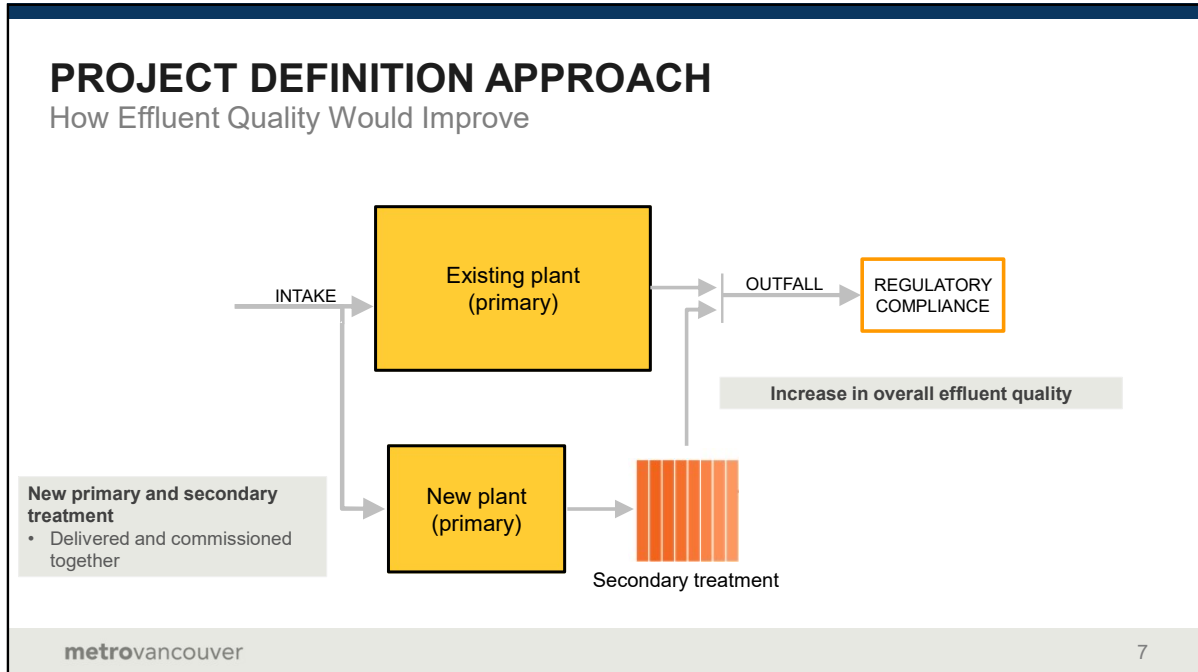 PROJECT DEFINITION APPROACH
How Effluent Quality Would Improve
INTAKE
Existing plant
(primary)
OUTFALL
REGULATORY
COMPLIANCE
Increase in overall effluent quality
New primary and secondary
treatment
• Delivered and commissioned
together
New plant
(primary)
Secondary treatment
metrovancouver
7